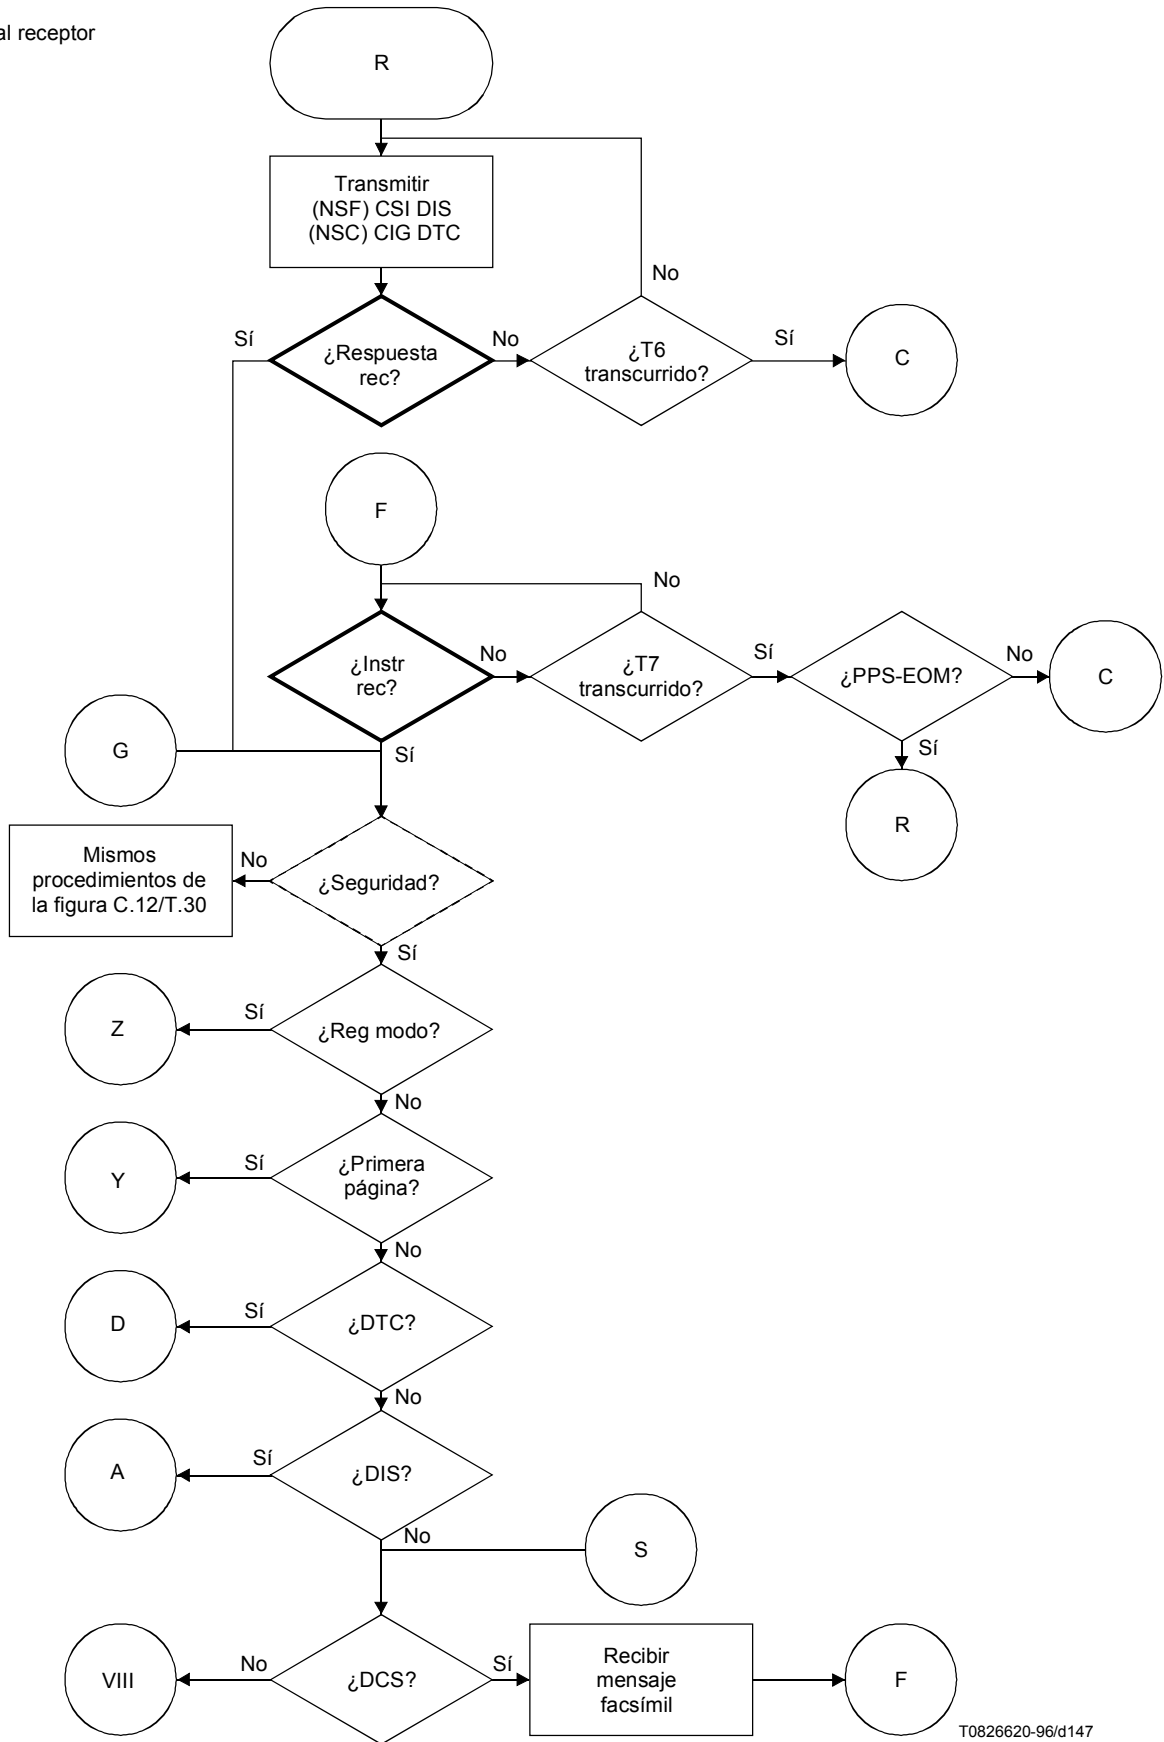 al receptor
R
Transmitir
(NSF) CSI DIS
(NSC) CIG DTC
No
Sí
¿Respuesta
rec?
No
¿T6
transcurrido?
Sí
C
F
No
¿Instr
rec?
No
¿T7
transcurrido?
Sí
¿PPS-EOM?
No
C
G
Sí
Sí
R
Mismos
procedimientos de
la figura C.12/T.30
No
¿Seguridad?
Sí
Z
Sí
¿Reg modo?
No
Y
Sí
¿Primera
página?
No
D
Sí
¿DTC?
No
A
Sí
¿DIS?
No
S
VIII
No
¿DCS?
Sí
Recibir
mensaje
facsímil
F
T0826620-96/d147